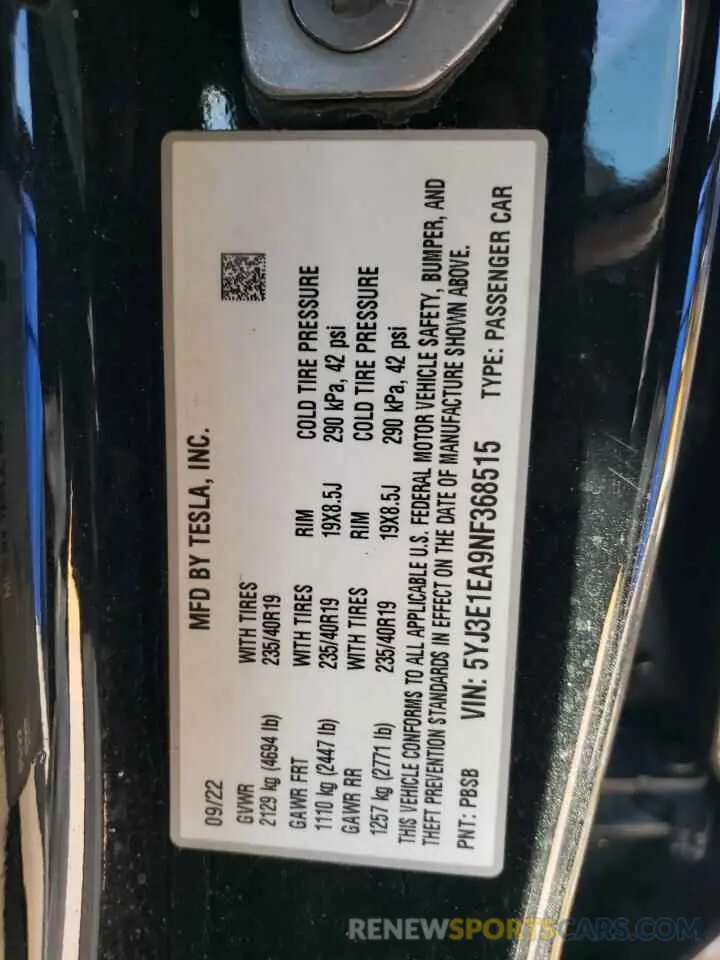 MFD BY TESLA, INC.
09/22
GVWR WITH TIRES
2129 kg (4694 lb) 235/40R19
GAWR FRT WITH TIRES RIM COLD TIRE PRESSURE
1110 kg (2447 lb) 235/40R19 19X8.5J 290 kPa, 42 psi
GAWR RR WITH TIRES RIM COLD TIRE PRESSURE
1257 kg (2771 lb) 235/40R19 19X8.5J 290 kPa, 42 psi
THIS VEHICLE CONFORMS TO ALL APPLICABLE U.S. FEDERAL MOTOR VEHICLE SAFETY, BUMPER, AND
THEFT PREVENTION STANDARDS IN EFFECT ON THE DATE OF MANUFACTURE SHOWN ABOVE.
PNT: PBSB VIN: 5YJ3E1EA9NF368515 TYPE: PASSENGER CAR
RENEWSPORTSCARS.COM